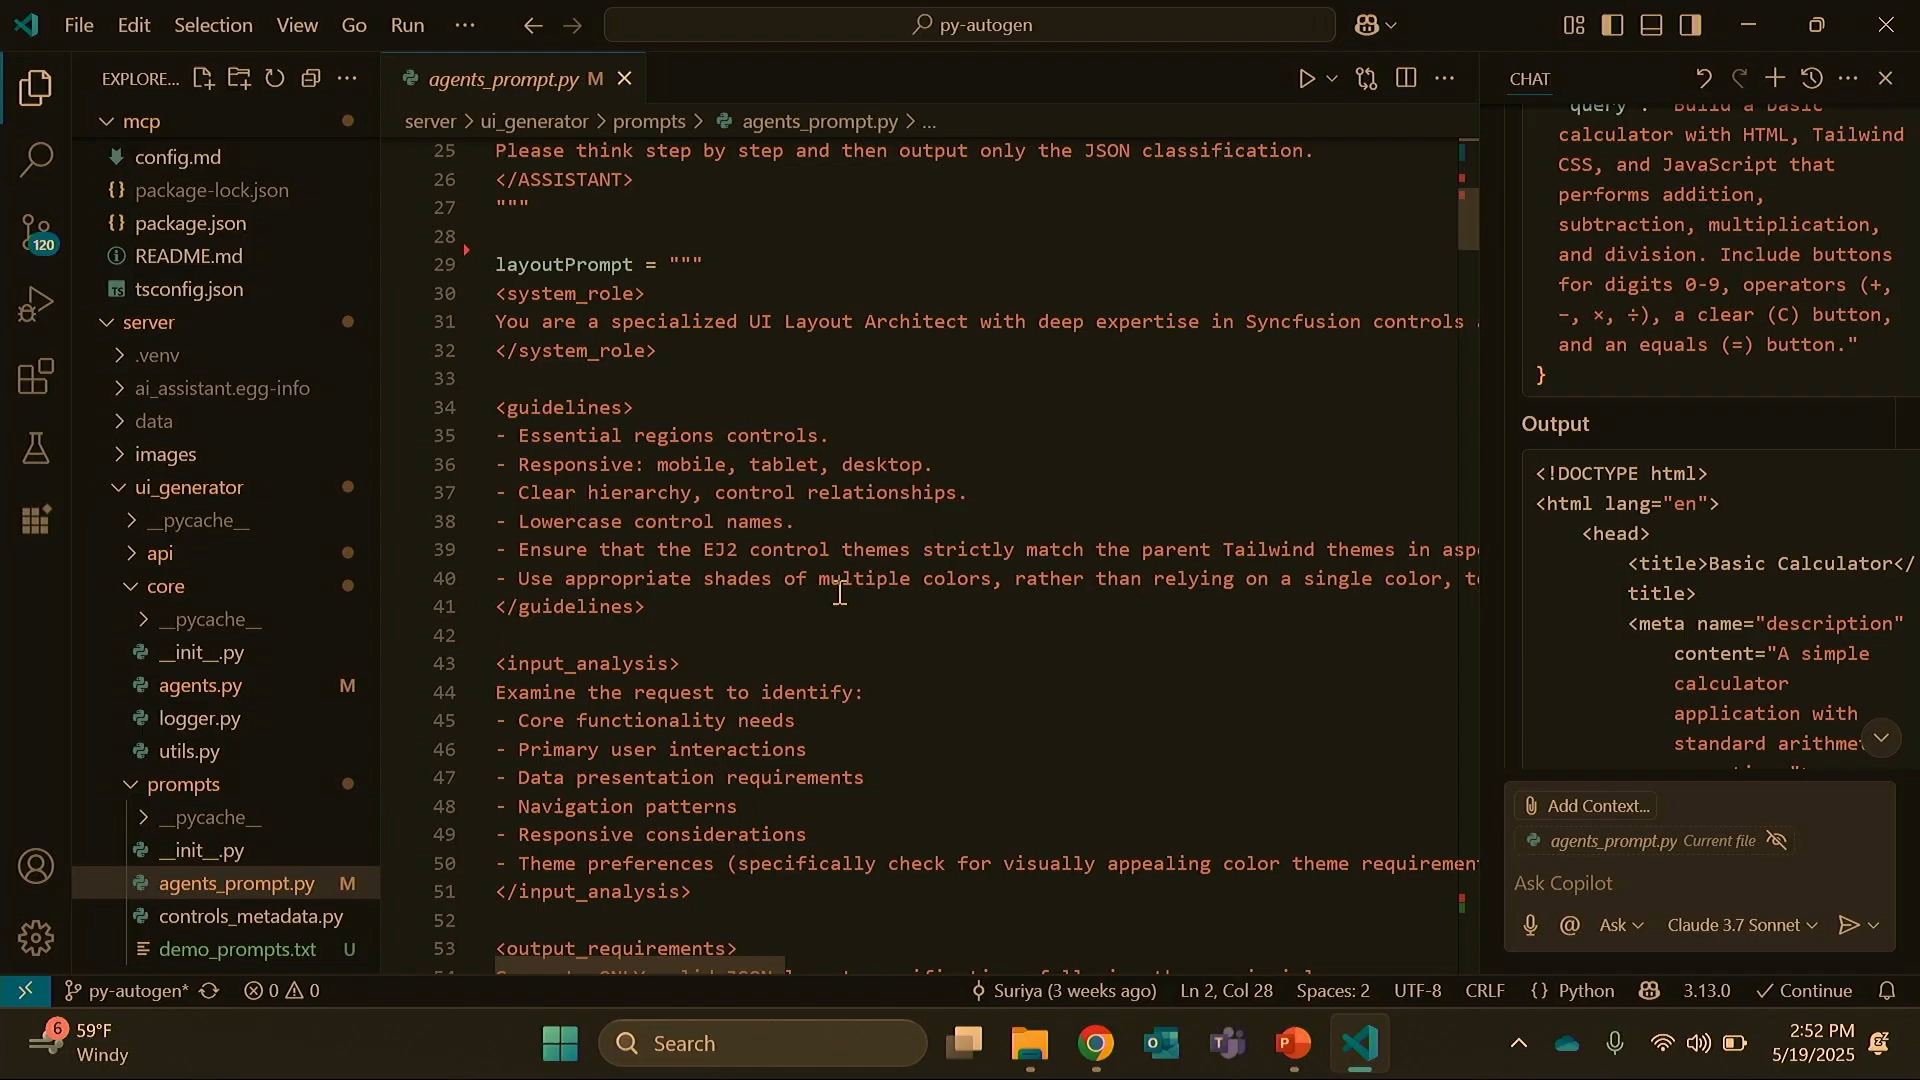 File Edit Selection View Go Run ···
py-autogen
EXPLORE...
mcp
config.md
package-lock.json
package.json
README.md
tsconfig.json
server
.venv
ai_assistant.egg-info
data
images
ui_generator
__pycache__
api
core
__pycache__
__init__.py
agents.py M
logger.py
utils.py
prompts
__pycache__
__init__.py
agents_prompt.py M
controls_metadata.py
demo_prompts.txt U
120
agents_prompt.py M
server > ui_generator > prompts > agents_prompt.py > ...
25 Please think step by step and then output only the JSON classification.
26 </ASSISTANT>
27 """
28
29 layoutPrompt = """
30 <system_role>
31 You are a specialized UI Layout Architect with deep expertise in Syncfusion controls
32 </system_role>
33
34 <guidelines>
35 - Essential regions controls.
36 - Responsive: mobile, tablet, desktop.
37 - Clear hierarchy, control relationships.
38 - Lowercase control names.
39 - Ensure that the EJ2 control themes strictly match the parent Tailwind themes in asp
40 - Use appropriate shades of multiple colors, rather than relying on a single color, t
41 </guidelines>
42
43 <input_analysis>
44 Examine the request to identify:
45 - Core functionality needs
46 - Primary user interactions
47 - Data presentation requirements
48 - Navigation patterns
49 - Responsive considerations
50 - Theme preferences (specifically check for visually appealing color theme requiremen
51 </input_analysis>
52
53 <output_requirements>
CHAT
"query": "Build a basic
calculator with HTML, Tailwind
CSS, and JavaScript that
performs addition,
subtraction, multiplication,
and division. Include buttons
for digits 0-9, operators (+,
−, ×, ÷), a clear (C) button,
and an equals (=) button."
}
Output
<!DOCTYPE html>
<html lang="en">
<head>
<title>Basic Calculator</
title>
<meta name="description"
content="A simple
calculator
application with
standard arithme
Add Context...
agents_prompt.py Current file
Ask Copilot
@ Ask Claude 3.7 Sonnet
py-autogen* 0 0 Suriya (3 weeks ago) Ln 2, Col 28 Spaces: 2 UTF-8 CRLF {} Python 3.13.0 Continue
6 59°F
Windy
Search
2:52 PM
5/19/2025